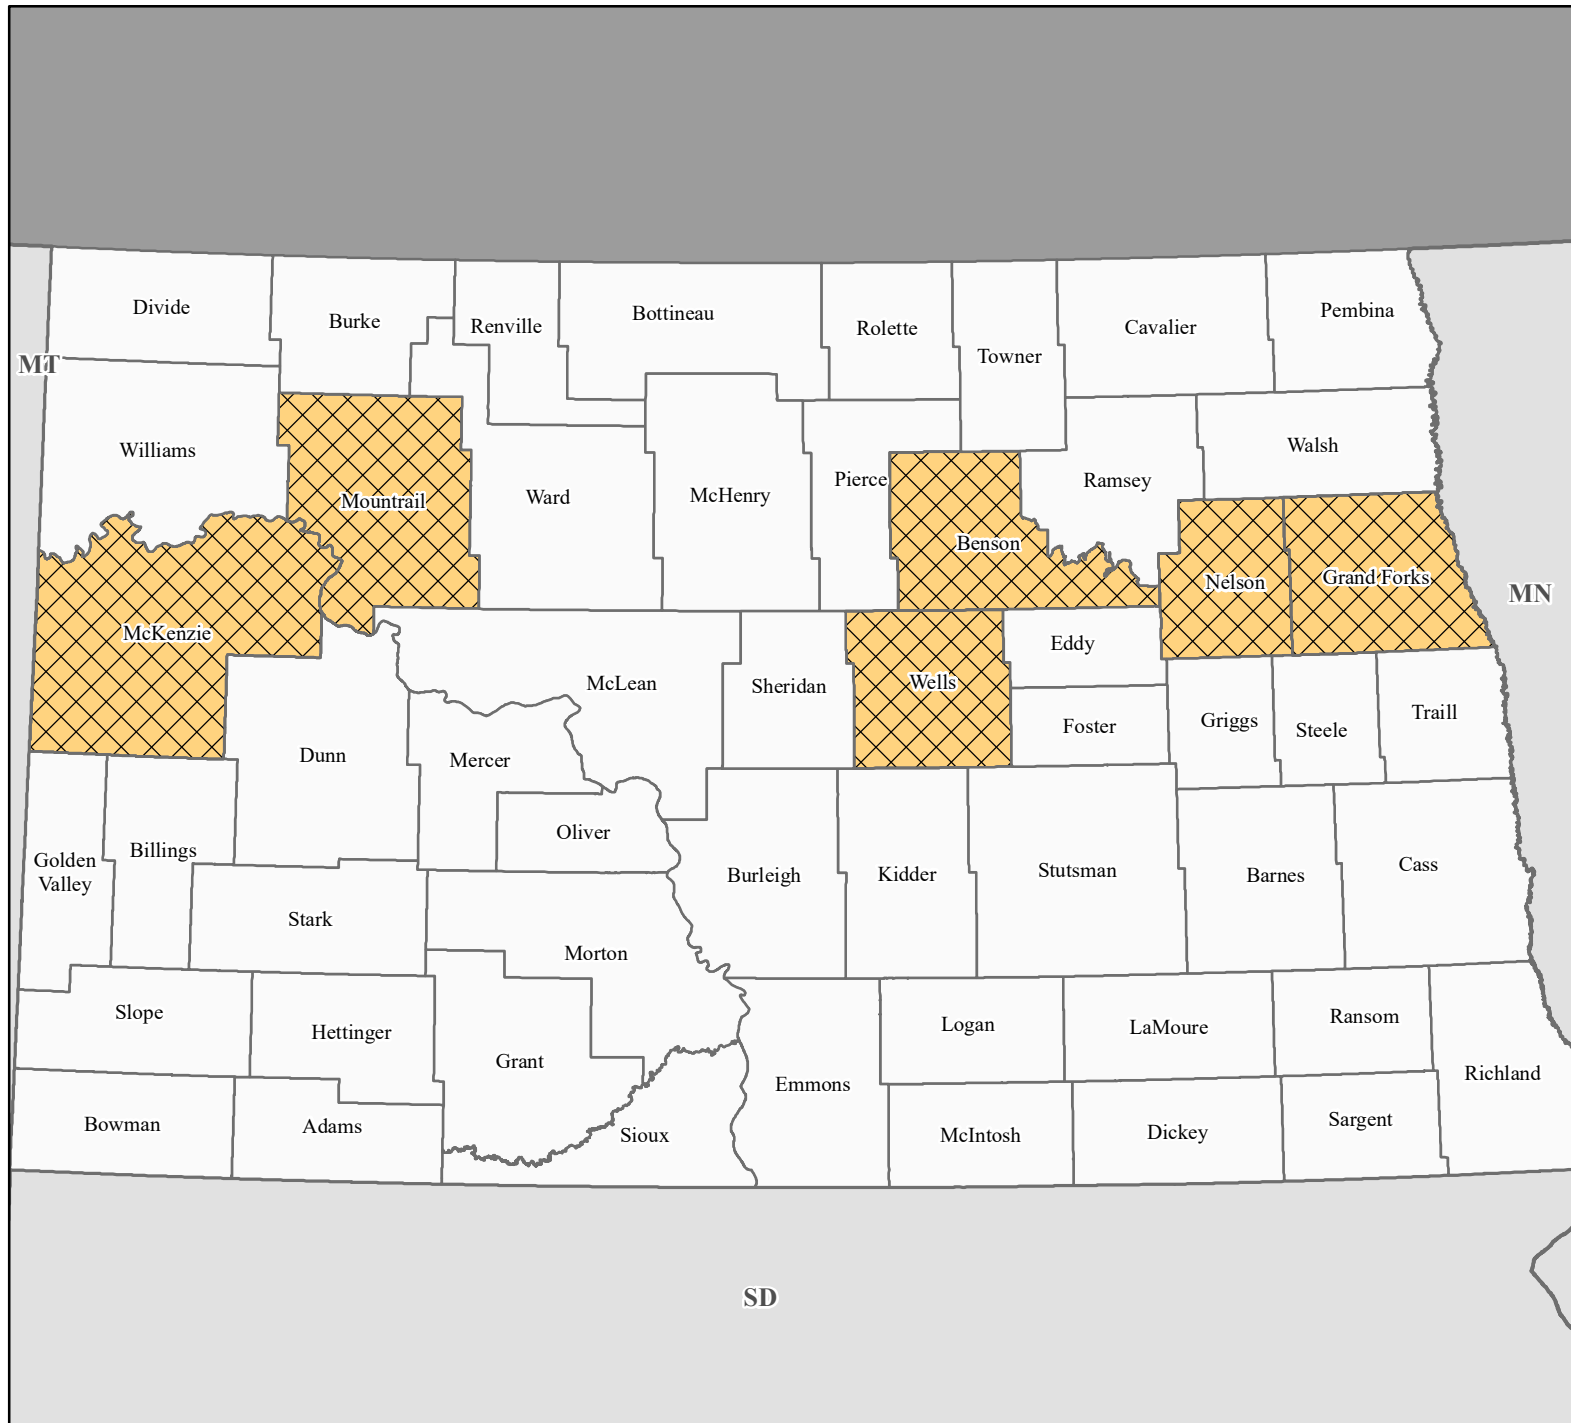 Divide
Burke
Renville
Bottineau
Rolette
Towner
Cavalier
Pembina
MT
Williams
Mountrail
Ward
McHenry
Pierce
Benson
Ramsey
Walsh
Nelson
Grand Forks
MN
McKenzie
McLean
Sheridan
Wells
Eddy
Foster
Griggs
Steele
Traill
Dunn
Mercer
Oliver
Golden
Valley
Billings
Stark
Morton
Burleigh
Kidder
Stutsman
Barnes
Cass
Slope
Hettinger
Grant
Emmons
Logan
LaMoure
Ransom
Richland
Bowman
Adams
Sioux
McIntosh
Dickey
Sargent
SD